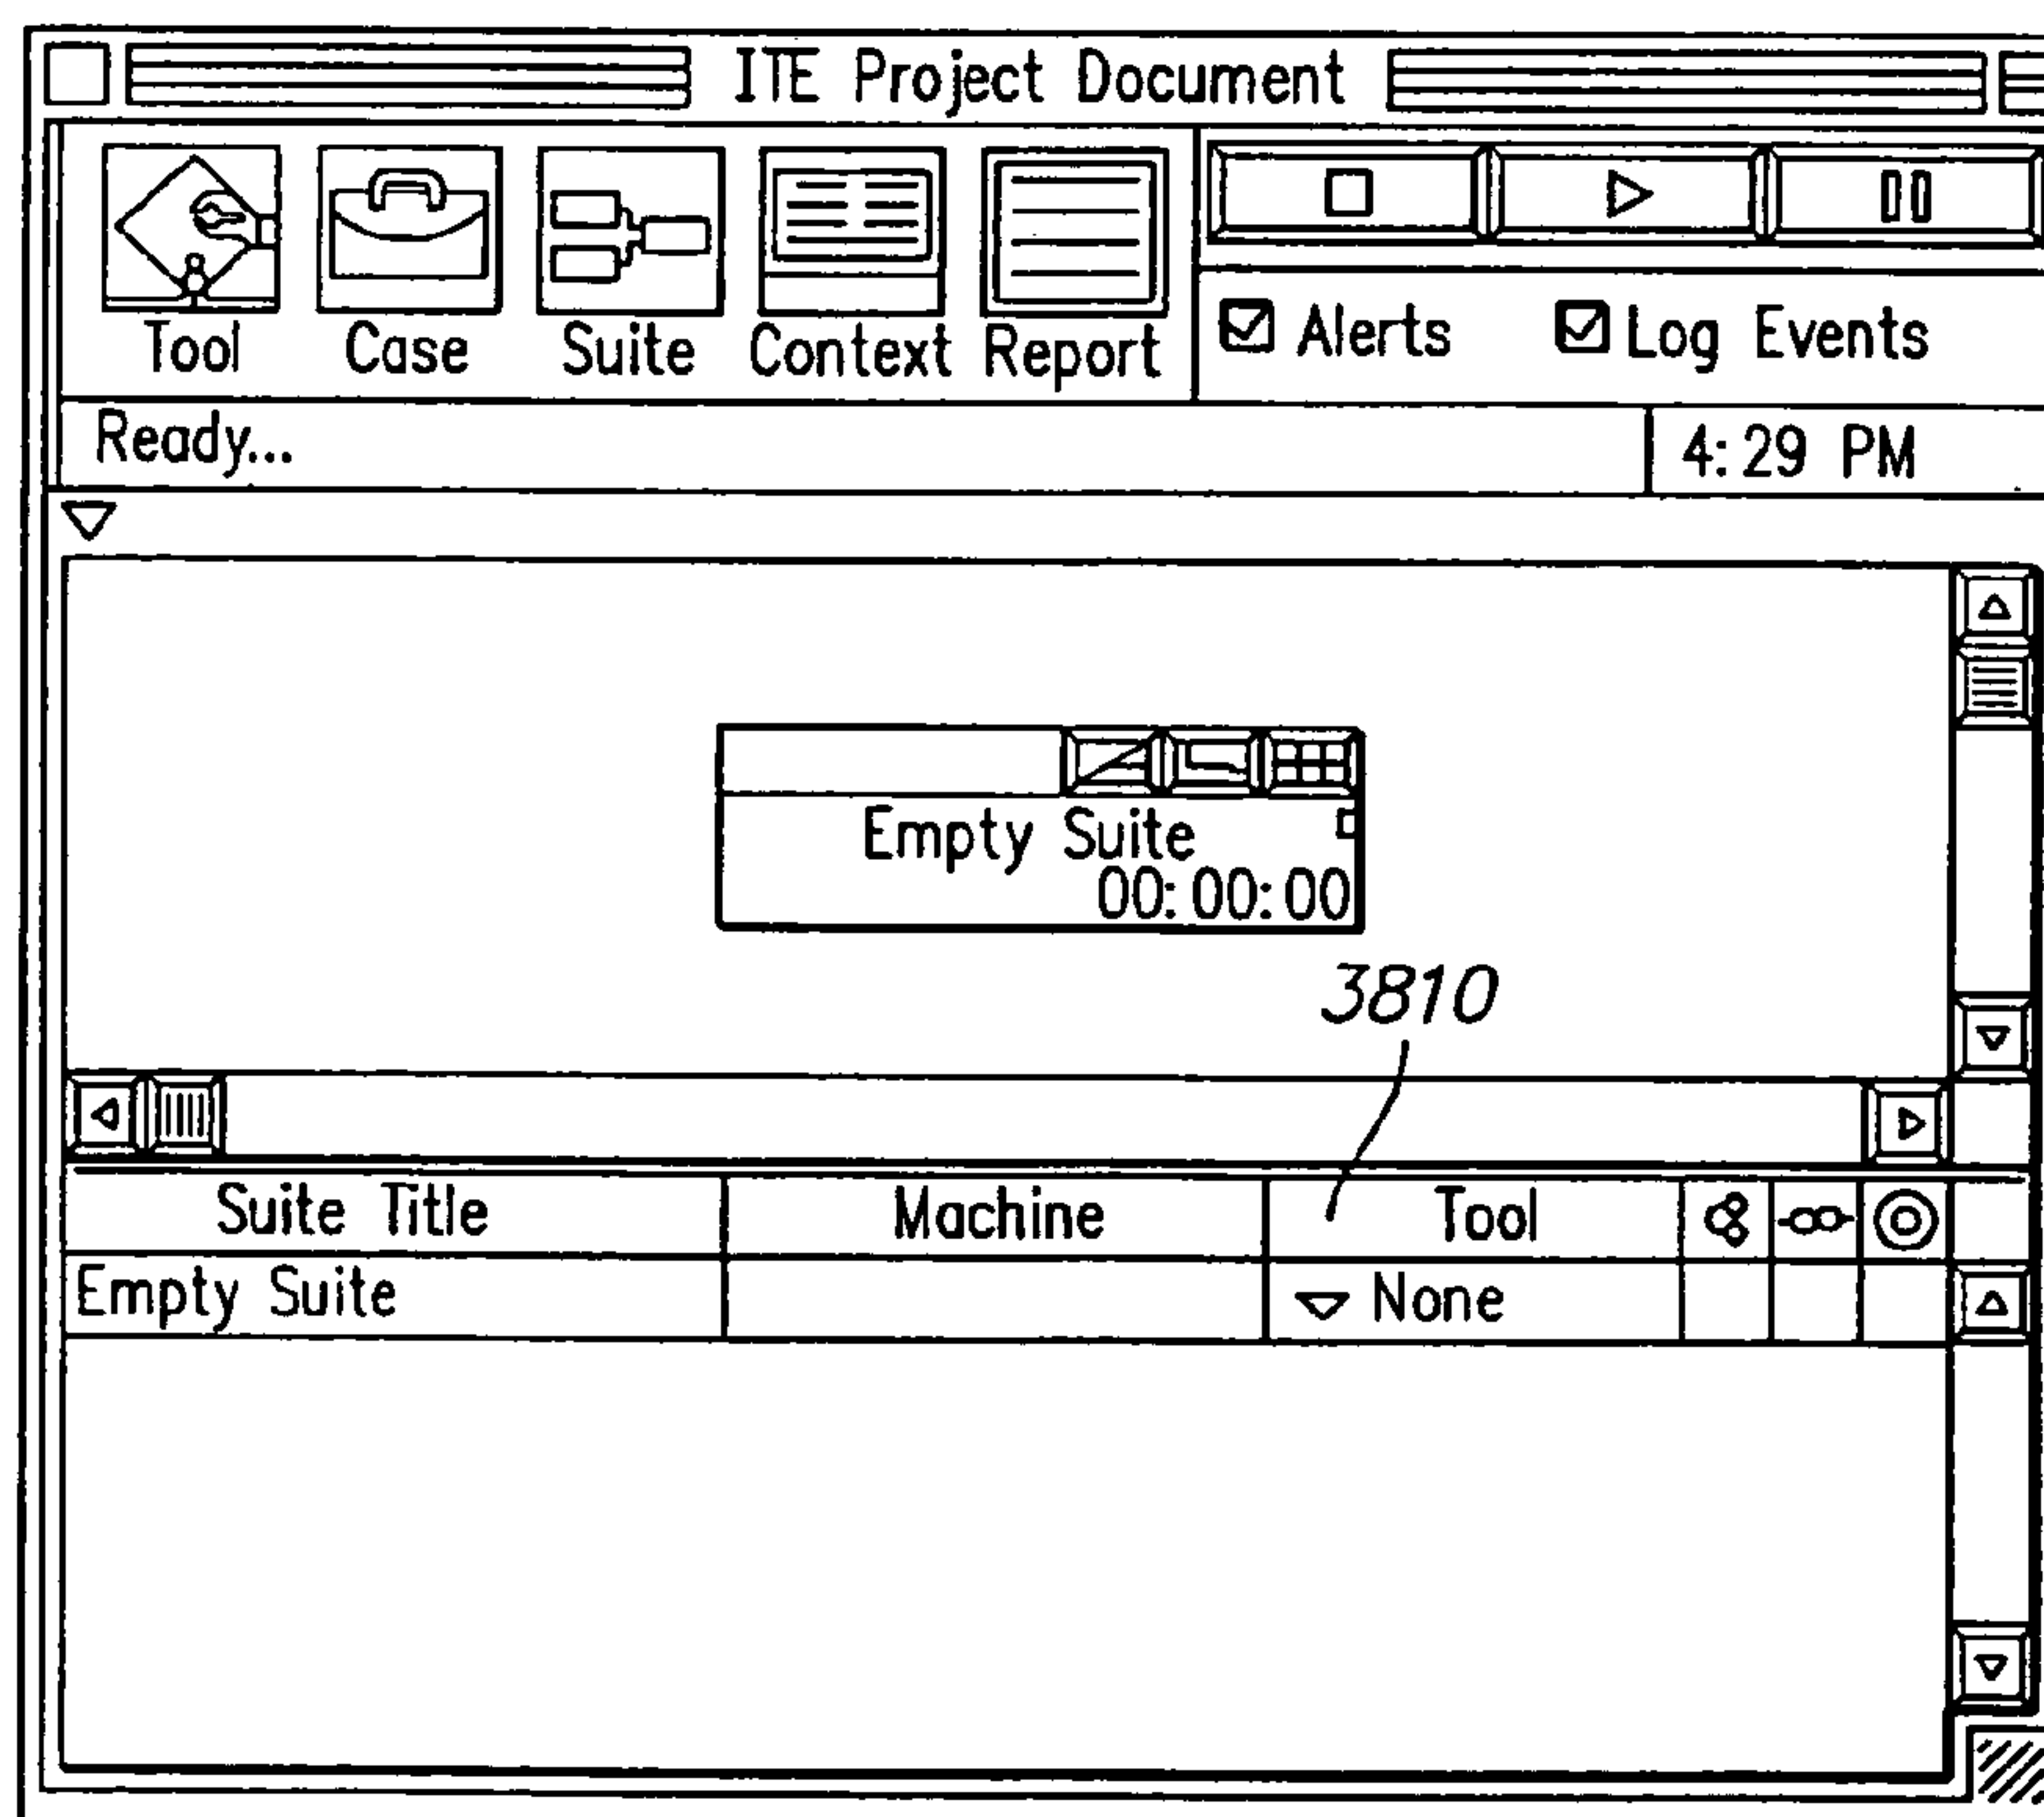 ITE Project Document
Tool Case Suite Context Report
Alerts Log Events
Ready... 4:29 PM
Empty Suite
00:00:00
3810
Suite Title Machine Tool
Empty Suite None